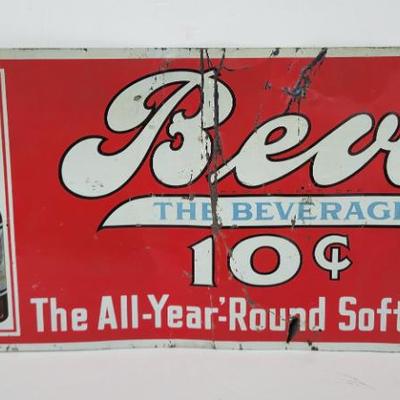 Bev
THE BEVERAGE
10¢
The All-Year-'Round Soft